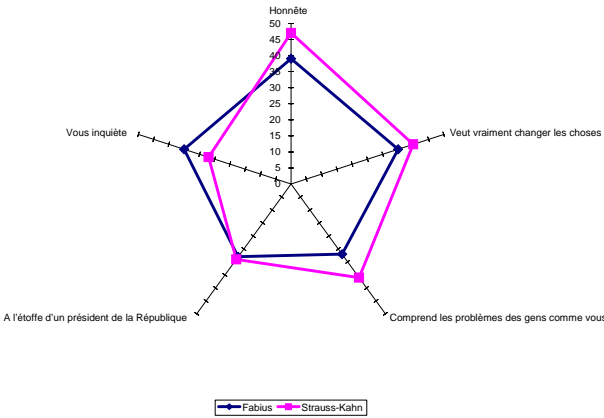 Honnête
50
45
40
35
30
25
20
15
10
5
0
Vous inquiète
Veut vraiment changer les choses
A l'étoffe d'un président de la République
Comprend les problèmes des gens comme vous
Fabius Strauss-Kahn